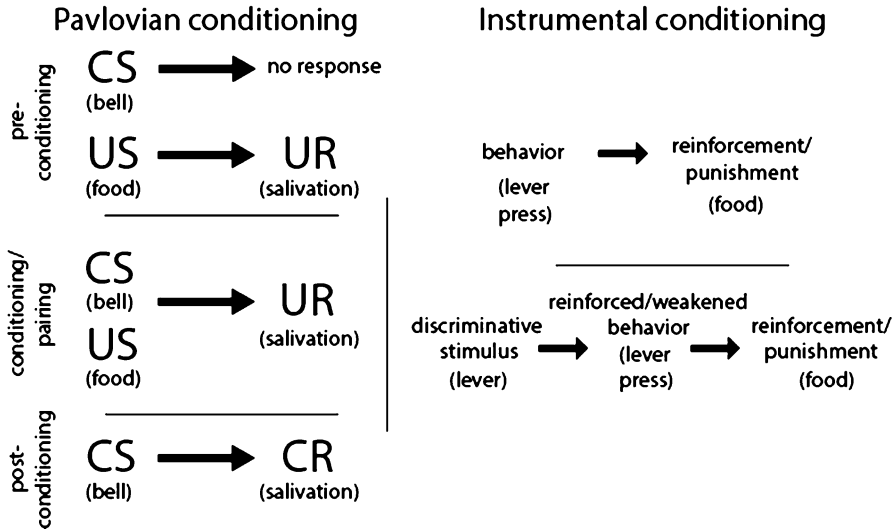 Pavlovian conditioning
pre-
conditioning
CS
(bell)
no response
US
(food)
UR
(salivation)
conditioning/
pairing
CS
(bell)
US
(food)
UR
(salivation)
post-
conditioning
CS
(bell)
CR
(salivation)
Instrumental conditioning
behavior
(lever
press)
reinforcement/
punishment
(food)
discriminative
stimulus
(lever)
reinforced/weakened
behavior
(lever
press)
reinforcement/
punishment
(food)